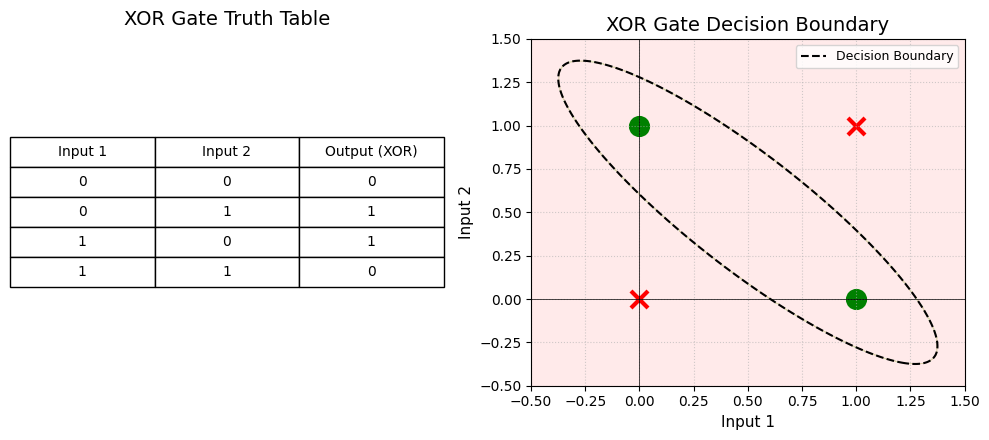 XOR Gate Truth Table
Input 1 Input 2 Output (XOR)
0 0 0
0 1 1
1 0 1
1 1 0
XOR Gate Decision Boundary
Decision Boundary
1.50
1.25
1.00
0.75
0.50
0.25
0.00
−0.25
−0.50
Input 2
−0.50 −0.25 0.00 0.25 0.50 0.75 1.00 1.25 1.50
Input 1